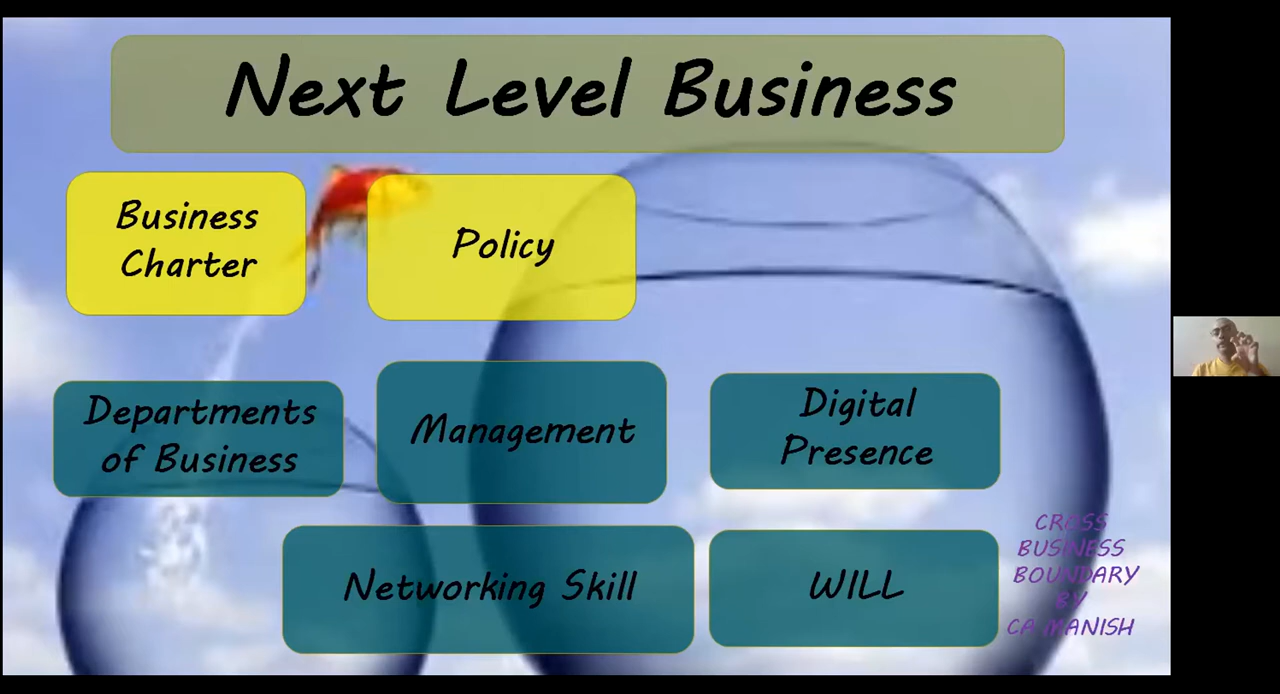 Next Level Business
Business
Charter
Policy
Departments
of Business
Management
Digital
Presence
Networking Skill
WILL
CROSS
BUSINESS
BOUNDARY
BY
CA MANISH